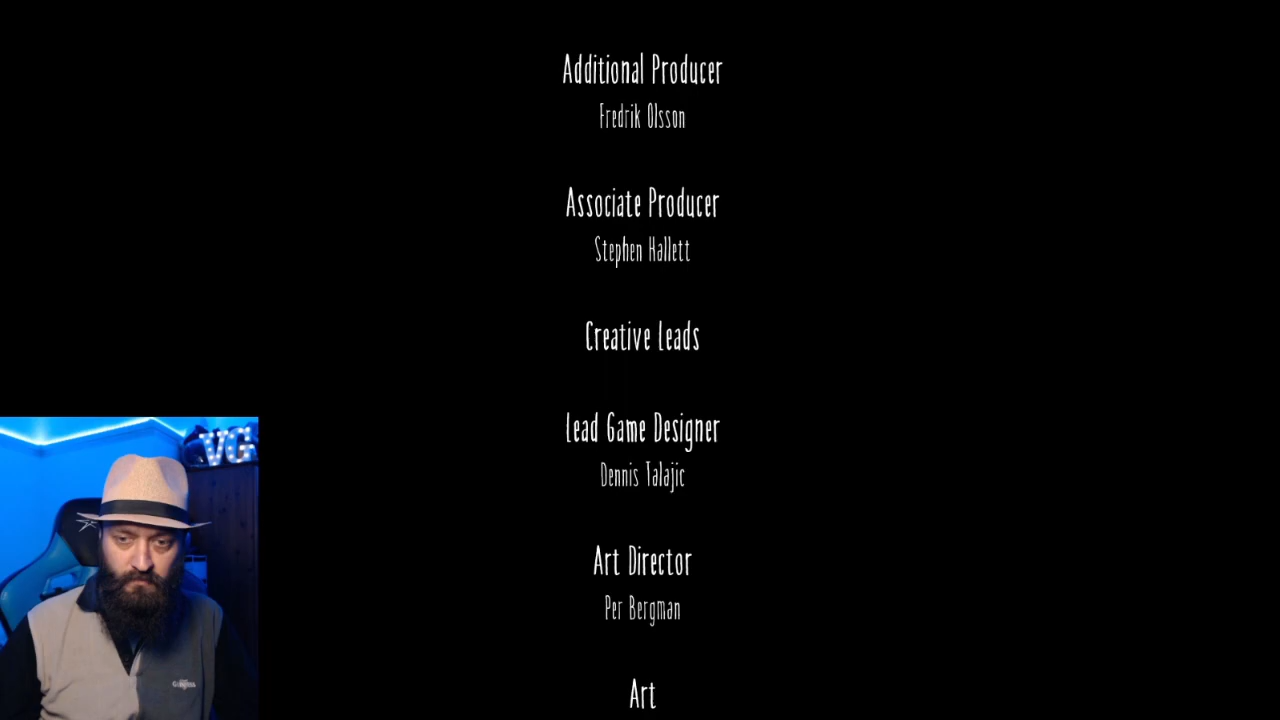 Additional Producer
Fredrik Olsson
Associate Producer
Stephen Hallett
Creative Leads
Lead Game Designer
Dennis Talajic
Art Director
Per Bergman
Art
VG